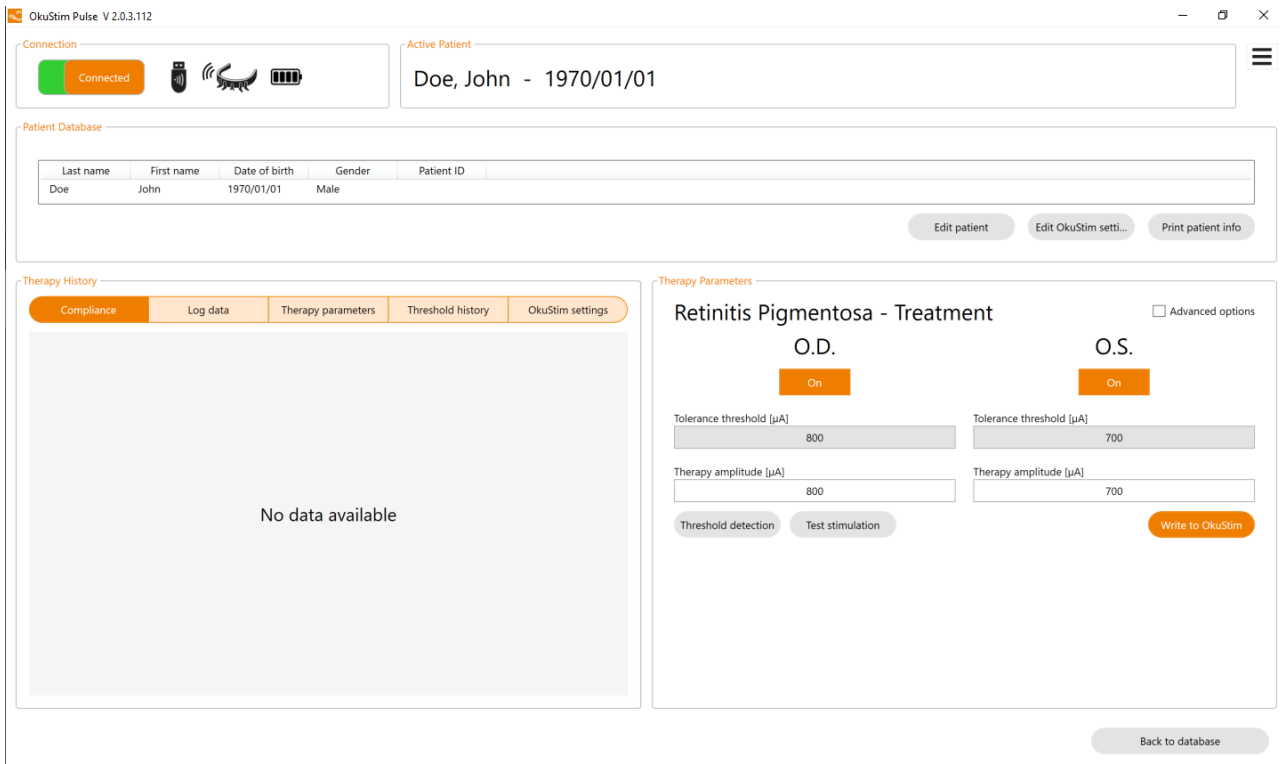 OkuStim Pulse V 2.0.3.112
Connection
Connected
Active Patient
Doe, John - 1970/01/01
Patient Database
Last name First name Date of birth Gender Patient ID
Doe John 1970/01/01 Male
Edit patient Edit OkuStim setti... Print patient info
Therapy History
Compliance Log data Therapy parameters Threshold history OkuStim settings
No data available
Therapy Parameters
Retinitis Pigmentosa - Treatment Advanced options
O.D. O.S.
On On
Tolerance threshold [µA] Tolerance threshold [µA]
800 700
Therapy amplitude [µA] Therapy amplitude [µA]
800 700
Threshold detection Test stimulation Write to OkuStim
Back to database